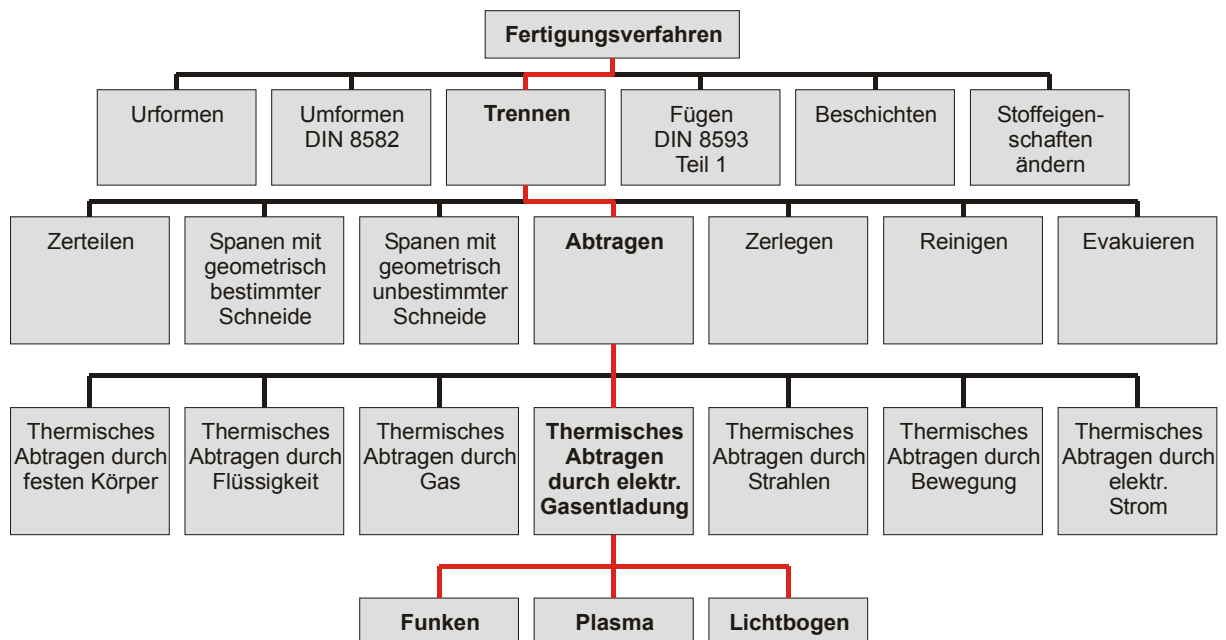 Fertigungsverfahren
Urformen
Umformen
DIN 8582
Trennen
Fügen
DIN 8593
Teil 1
Beschichten
Stoffeigen-
schaften
ändern
Zerteilen
Spanen mit
geometrisch
bestimmter
Schneide
Spanen mit
geometrisch
unbestimmter
Schneide
Abtragen
Zerlegen
Reinigen
Evakuieren
Thermisches
Abtragen durch
festen Körper
Thermisches
Abtragen durch
Flüssigkeit
Thermisches
Abtragen durch
Gas
Thermisches
Abtragen
durch elektr.
Gasentladung
Thermisches
Abtragen durch
Strahlen
Thermisches
Abtragen durch
Bewegung
Thermisches
Abtragen durch
elektr.
Strom
Funken
Plasma
Lichtbogen